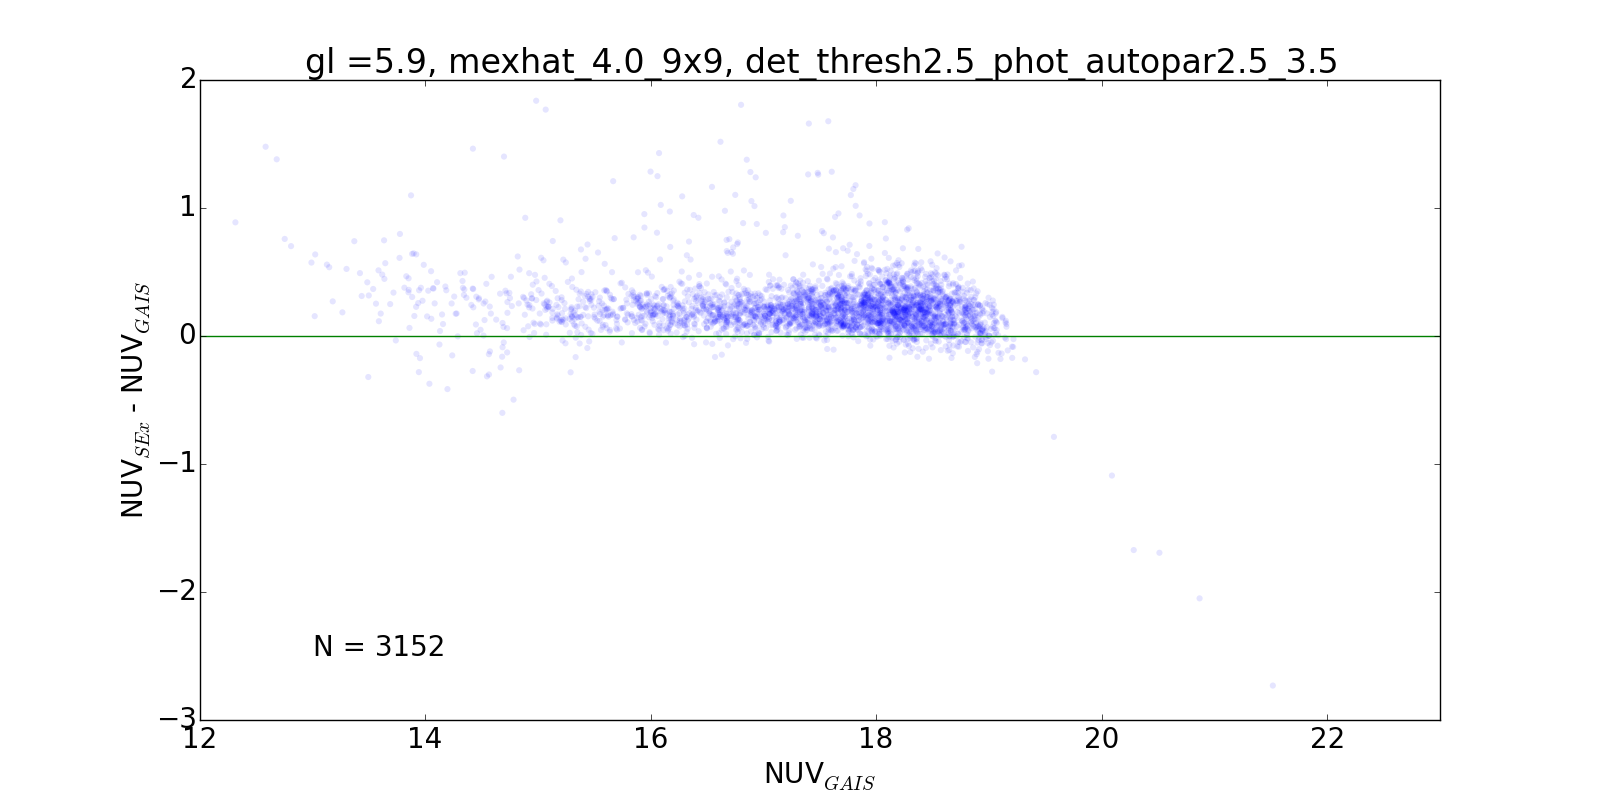 gl =5.9, mexhat_4.0_9x9, det_thresh2.5_phot_autopar2.5_3.5
2
1
0
−1
−2
−3
NUV_SEx - NUV_GAIS
N = 3152
12 14 16 18 20 22
NUV_GAIS